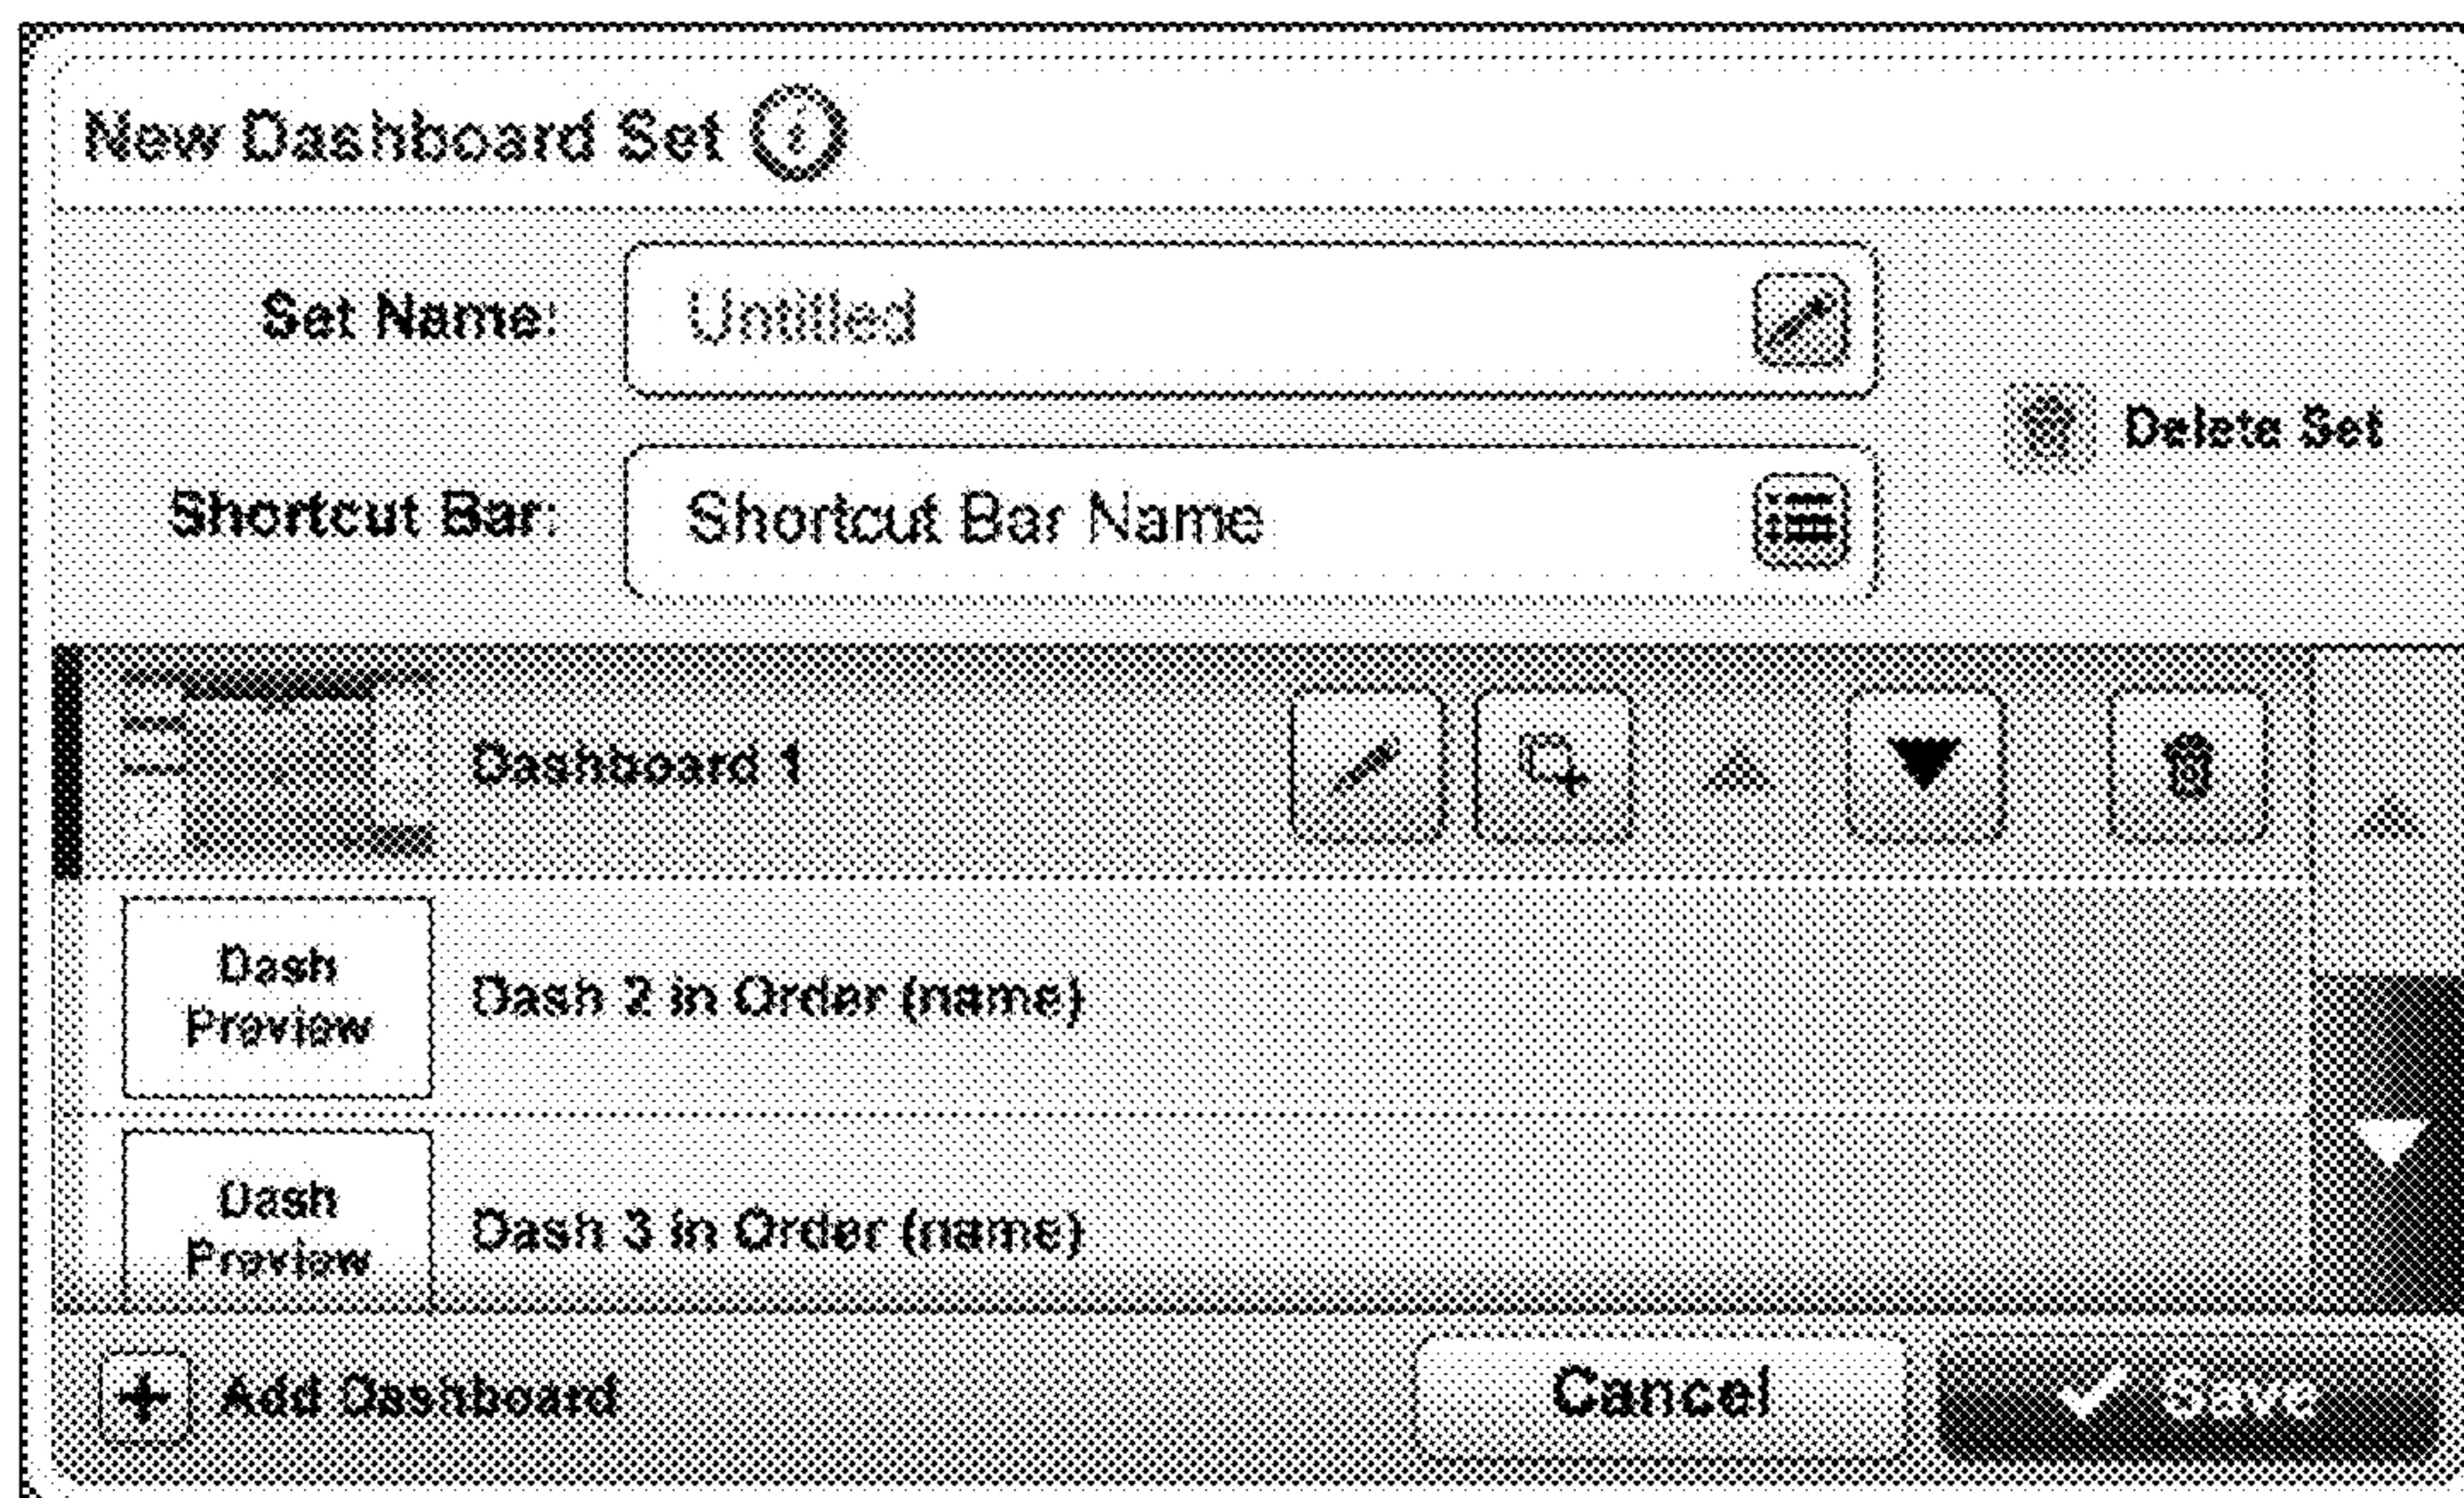 New Dashboard Set i
Set Name: Untitled
Delete Set
Shortcut Bar: Shortcut Bar Name
Dashboard 1
Dash
Preview
Dash 2 in Order (name)
Dash
Preview
Dash 3 in Order (name)
Add Dashboard
Cancel
Save